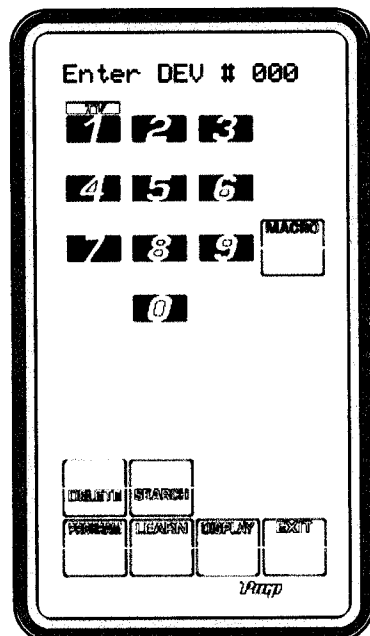 Enter DEV # 000
TV
1 2 3
4 5 6
7 8 9 MACRO
0
DELETE SEARCH
PROGRAM LEARN DISPLAY EXIT